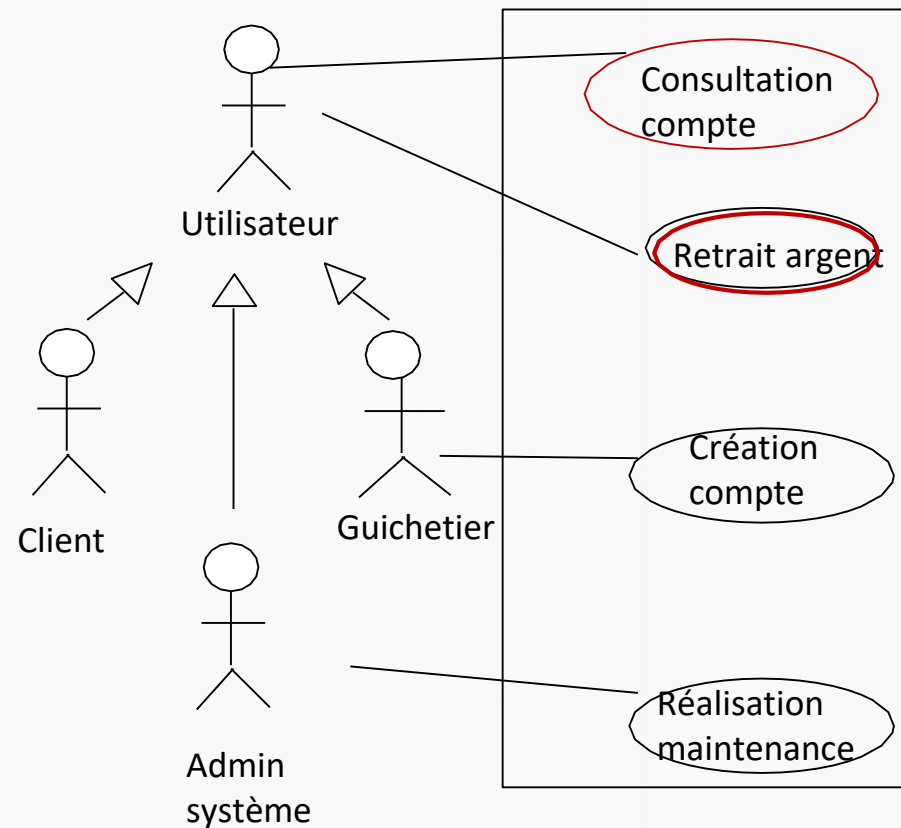 Consultation
compte
Utilisateur
Retrait argent
Création
compte
Guichetier
Client
Réalisation
maintenance
Admin
système